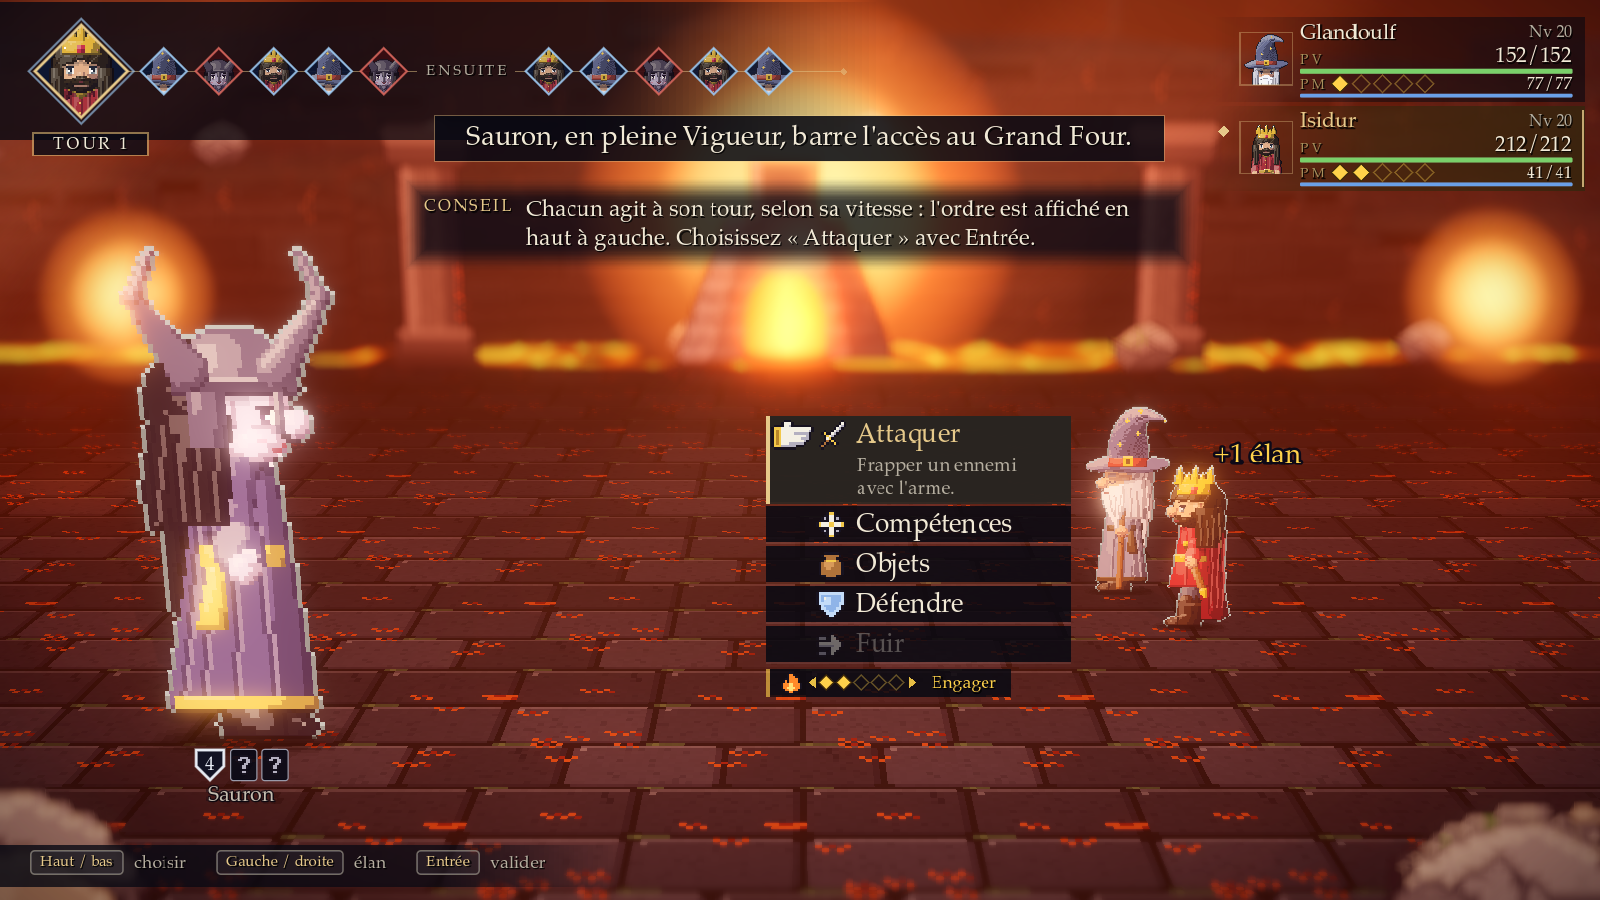 ENSUITE
TOUR 1
Sauron, en pleine Vigueur, barre l'accès au Grand Four.
CONSEIL Chacun agit à son tour, selon sa vitesse : l'ordre est affiché en
haut à gauche. Choisissez « Attaquer » avec Entrée.
Glandoulf Nv 20
PV 152/152
PM 77/77
Isidur Nv 20
PV 212/212
PM 41/41
+1 élan
Attaquer
Frapper un ennemi
avec l'arme.
Compétences
Objets
Défendre
Fuir
Engager
4 ? ?
Sauron
Haut / bas choisir Gauche / droite élan Entrée valider